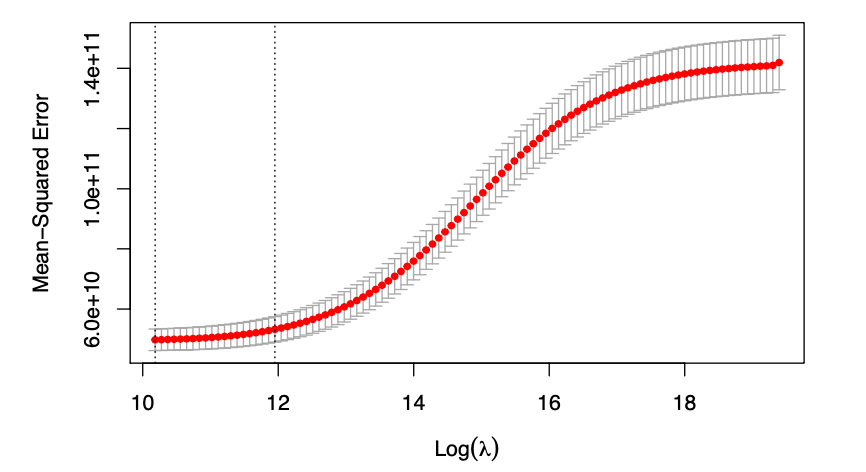 Mean−Squared Error
1.4e+11
1.0e+11
6.0e+10
10 12 14 16 18
Log(λ)